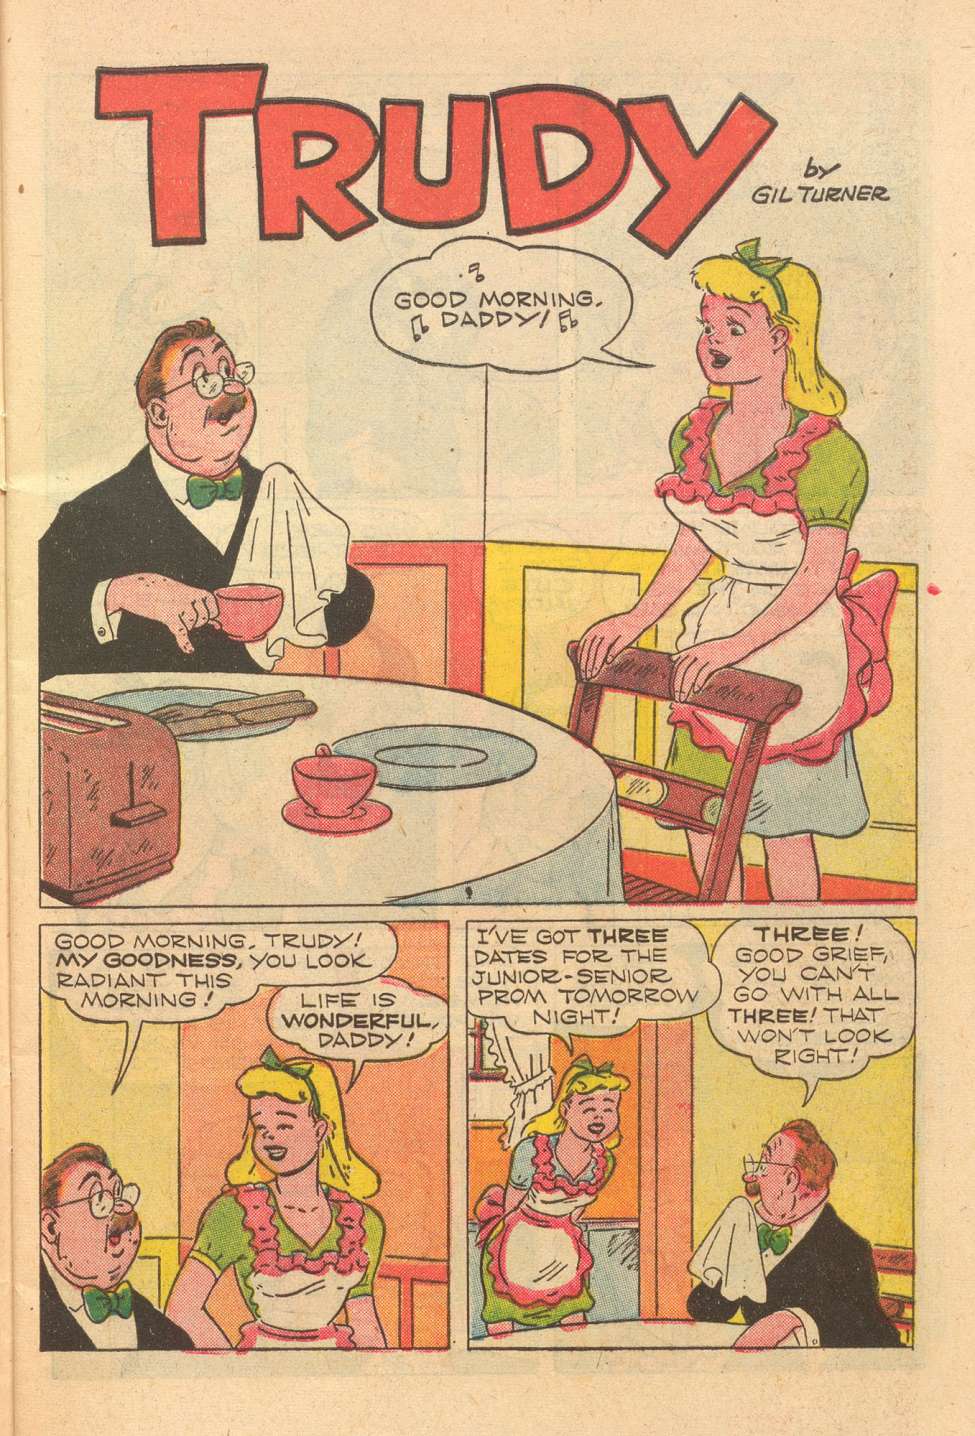 TRUDY
by
GIL TURNER
GOOD MORNING,
DADDY!
GOOD MORNING, TRUDY!
MY GOODNESS, YOU LOOK
RADIANT THIS
MORNING!
LIFE IS
WONDERFUL,
DADDY!
I'VE GOT THREE
DATES FOR THE
JUNIOR-SENIOR
PROM TOMORROW
NIGHT!
THREE!
GOOD GRIEF,
YOU CAN'T
GO WITH ALL
THREE! THAT
WON'T LOOK
RIGHT!